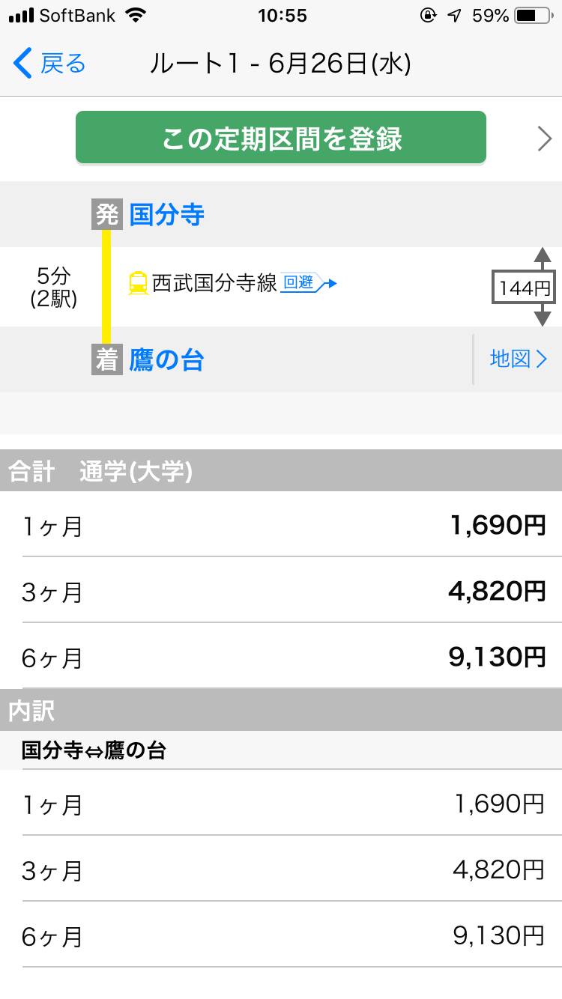 SoftBank 10:55 59%
戻る ルート1 - 6月26日(水)
この定期区間を登録
発 国分寺
5分
(2駅)
西武国分寺線 回避
144円
着 鷹の台 地図
合計 通学(大学)
1ヶ月 1,690円
3ヶ月 4,820円
6ヶ月 9,130円
内訳
国分寺⇔鷹の台
1ヶ月 1,690円
3ヶ月 4,820円
6ヶ月 9,130円